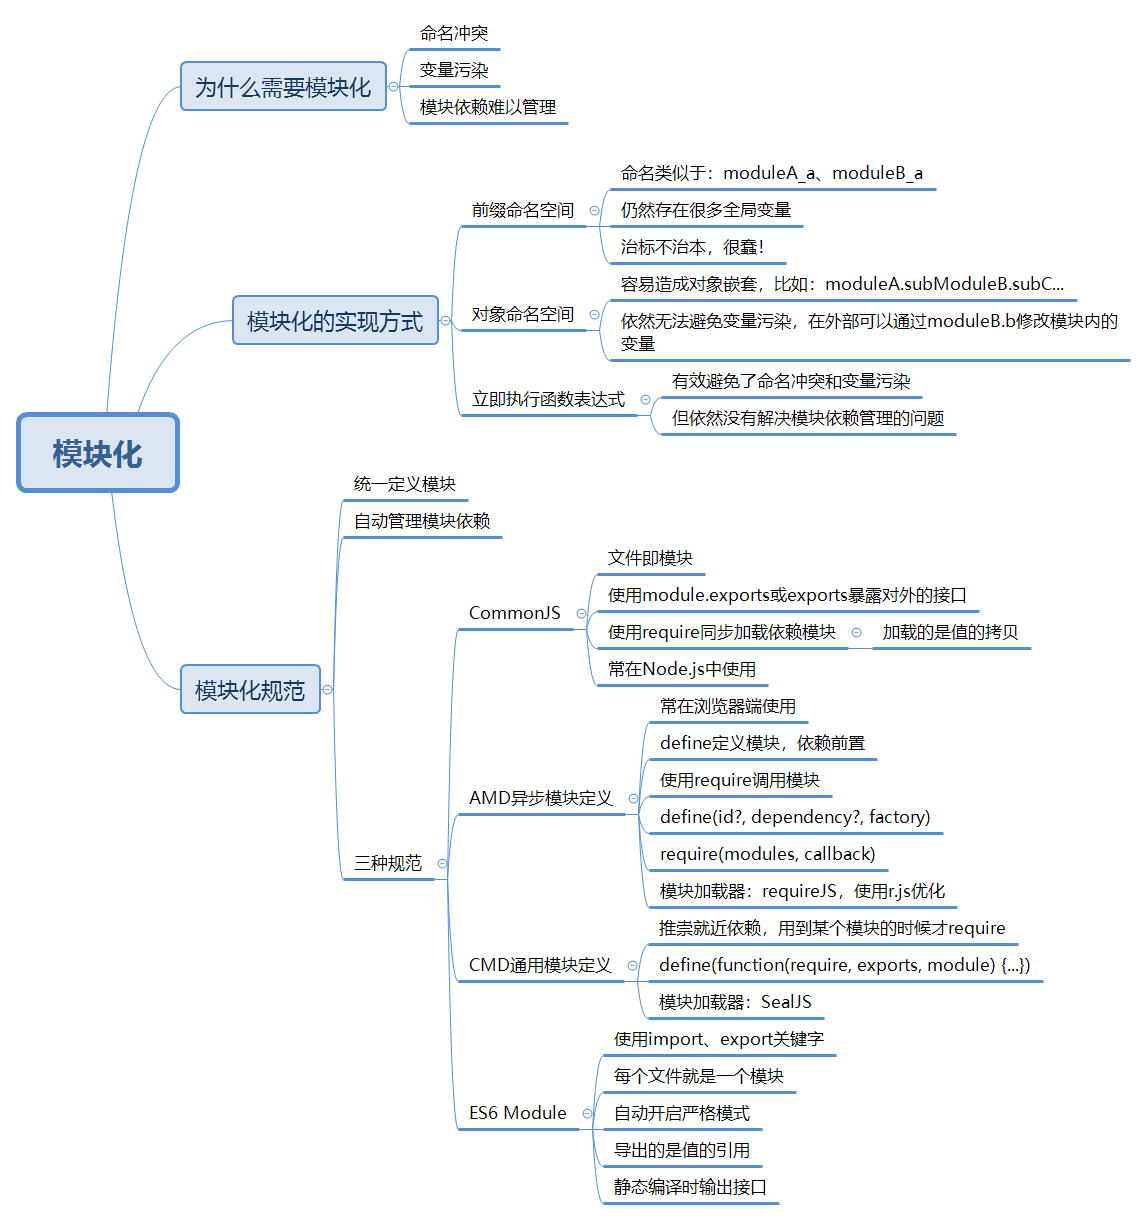 模块化
为什么需要模块化
命名冲突
变量污染
模块依赖难以管理
模块化的实现方式
前缀命名空间
命名类似于：moduleA_a、moduleB_a
仍然存在很多全局变量
治标不治本，很蠢！
对象命名空间
容易造成对象嵌套，比如：moduleA.subModuleB.subC...
依然无法避免变量污染，在外部可以通过moduleB.b修改模块内的
变量
立即执行函数表达式
有效避免了命名冲突和变量污染
但依然没有解决模块依赖管理的问题
模块化规范
统一定义模块
自动管理模块依赖
三种规范
CommonJS
文件即模块
使用module.exports或exports暴露对外的接口
使用require同步加载依赖模块
加载的是值的拷贝
常在Node.js中使用
AMD异步模块定义
常在浏览器端使用
define定义模块，依赖前置
使用require调用模块
define(id?, dependency?, factory)
require(modules, callback)
模块加载器：requireJS，使用r.js优化
CMD通用模块定义
推崇就近依赖，用到某个模块的时候才require
define(function(require, exports, module) {...})
模块加载器：SealJS
ES6 Module
使用import、export关键字
每个文件就是一个模块
自动开启严格模式
导出的是值的引用
静态编译时输出接口